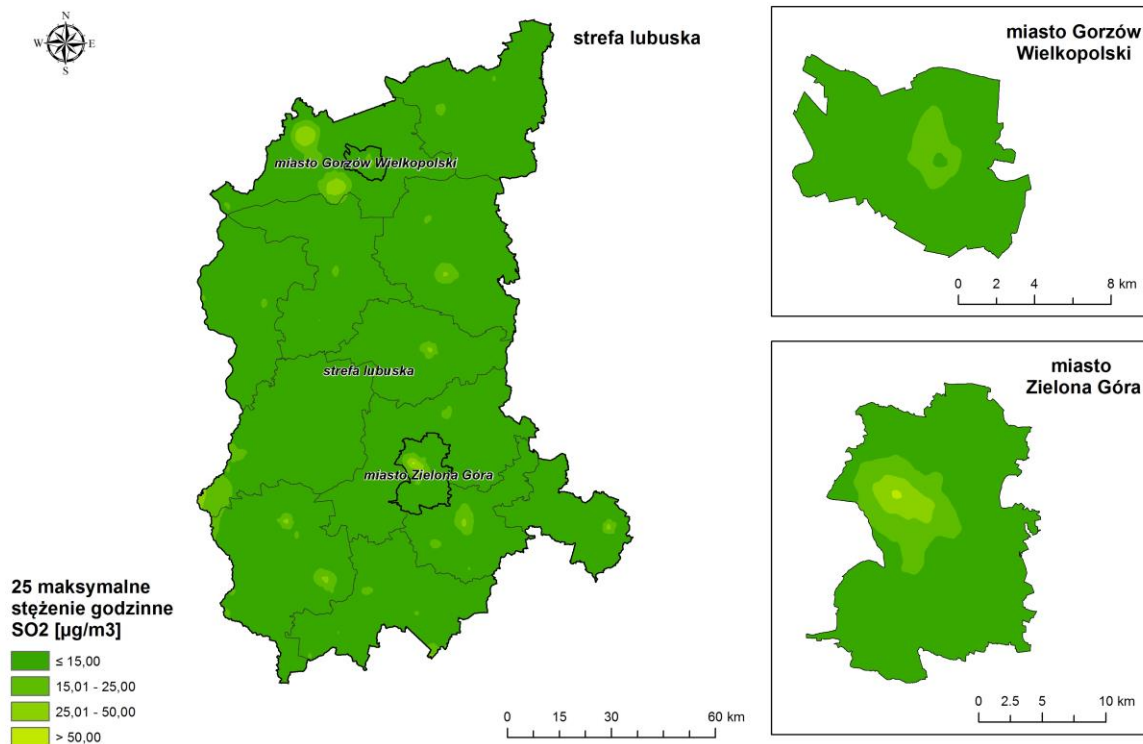 N
W E
S
strefa lubuska
miasto Gorzów Wielkopolski
strefa lubuska
miasto Zielona Góra
25 maksymalne
stężenie godzinne
SO2 [µg/m3]
≤ 15,00
15,01 - 25,00
25,01 - 50,00
> 50,00
0 15 30 60 km
miasto Gorzów
Wielkopolski
0 2 4 8 km
miasto
Zielona Góra
0 2.5 5 10 km